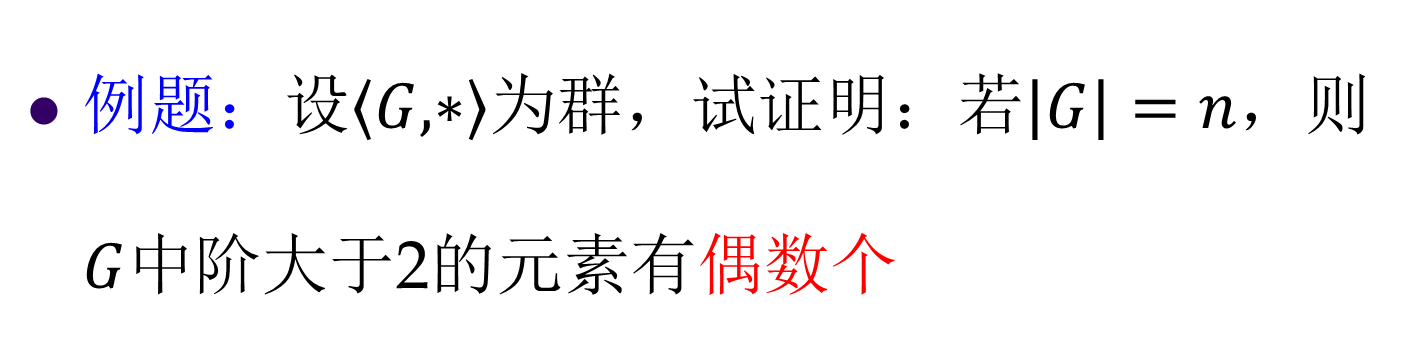 • 例题： 设⟨G,∗⟩为群，试证明：若|G| = n，则
G中阶大于2的元素有偶数个